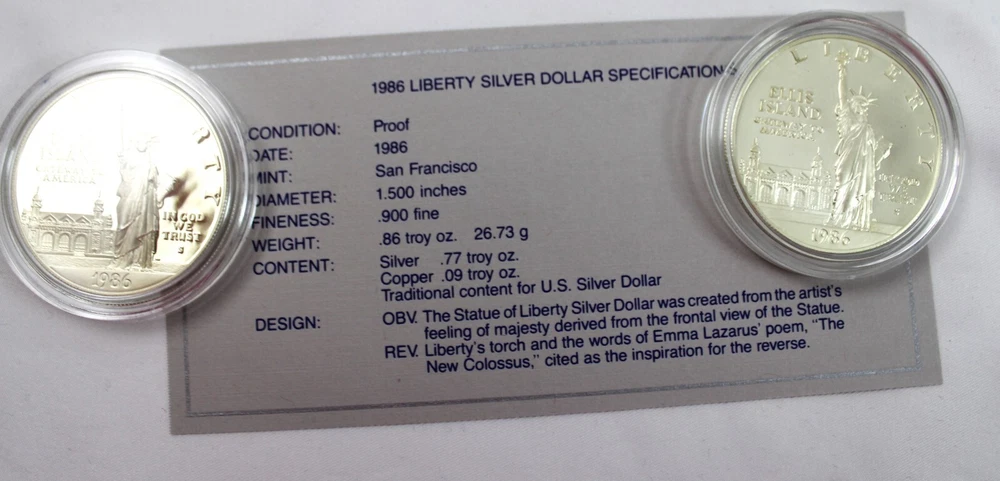 1986 LIBERTY SILVER DOLLAR SPECIFICATIONS
CONDITION: Proof
DATE: 1986
MINT: San Francisco
DIAMETER: 1.500 inches
FINENESS: .900 fine
WEIGHT: .86 troy oz. 26.73 g
CONTENT: Silver .77 troy oz.
Copper .09 troy oz.
Traditional content for U.S. Silver Dollar
DESIGN: OBV. The Statue of Liberty Silver Dollar was created from the artist's
feeling of majesty derived from the frontal view of the Statue.
REV. Liberty's torch and the words of Emma Lazarus' poem, "The
New Colossus," cited as the inspiration for the reverse.
RTY
ISLAND
AMERICA
IN GOD
WE
TRUST
S
1986
LIBERTY
ELLIS
ISLAND
WE
1986